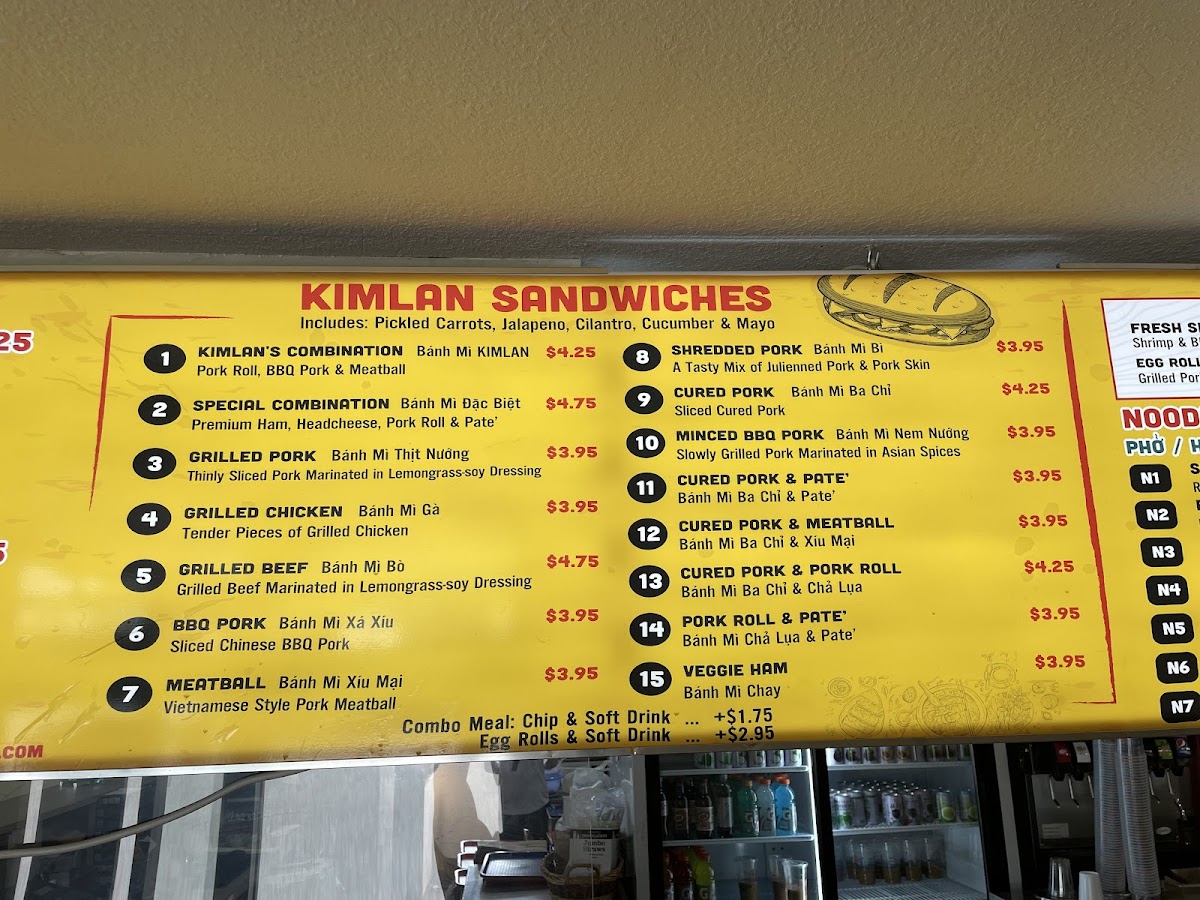 KIMLAN SANDWICHES
Includes: Pickled Carrots, Jalapeno, Cilantro, Cucumber & Mayo
1 KIMLAN'S COMBINATION Bánh Mì KIMLAN $4.25
Pork Roll, BBQ Pork & Meatball
2 SPECIAL COMBINATION Bánh Mì Đặc Biệt $4.75
Premium Ham, Headcheese, Pork Roll & Pate'
3 GRILLED PORK Bánh Mì Thịt Nướng $3.95
Thinly Sliced Pork Marinated in Lemongrass-soy Dressing
4 GRILLED CHICKEN Bánh Mì Gà $3.95
Tender Pieces of Grilled Chicken
5 GRILLED BEEF Bánh Mị Bò $4.75
Grilled Beef Marinated in Lemongrass-soy Dressing
6 BBQ PORK Bánh Mì Xá Xíu $3.95
Sliced Chinese BBQ Pork
7 MEATBALL Bánh Mì Xíu Mại $3.95
Vietnamese Style Pork Meatball
8 SHREDDED PORK Bánh Mì Bì $3.95
A Tasty Mix of Julienned Pork & Pork Skin
9 CURED PORK Bánh Mì Ba Chỉ $4.25
Sliced Cured Pork
10 MINCED BBQ PORK Bánh Mì Nem Nướng $3.95
Slowly Grilled Pork Marinated in Asian Spices
11 CURED PORK & PATE' $3.95
Bánh Mì Ba Chỉ & Pate'
12 CURED PORK & MEATBALL $3.95
Bánh Mì Ba Chỉ & Xíu Mại
13 CURED PORK & PORK ROLL $4.25
Bánh Mì Ba Chỉ & Chả Lụa
14 PORK ROLL & PATE' $3.95
Bánh Mì Chả Lụa & Pate'
15 VEGGIE HAM $3.95
Bánh Mì Chay
Combo Meal: Chip & Soft Drink ... +$1.75
Egg Rolls & Soft Drink ... +$2.95
25
5
.COM
FRESH
Shrimp &
EGG ROLL
Grilled
PHỞ /
N1
N2
N3
N4
N5
N6
N7